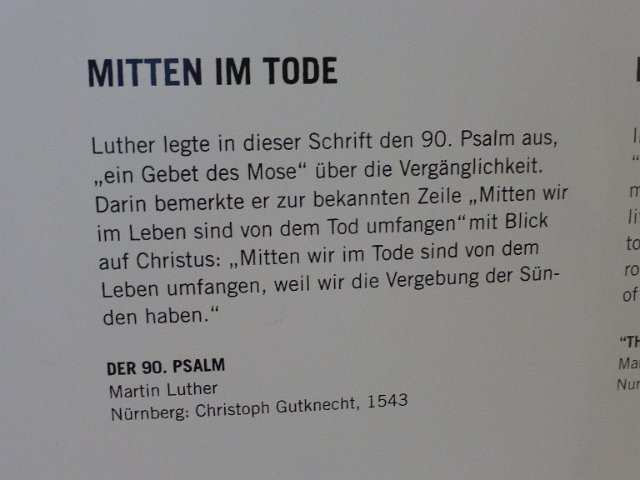 MITTEN IM TODE
Luther legte in dieser Schrift den 90. Psalm aus,
„ein Gebet des Mose“ über die Vergänglichkeit.
Darin bemerkte er zur bekannten Zeile „Mitten wir
im Leben sind von dem Tod umfangen“ mit Blick
auf Christus: „Mitten wir im Tode sind von dem
Leben umfangen, weil wir die Vergebung der Sün-
den haben.“
DER 90. PSALM
Martin Luther
Nürnberg: Christoph Gutknecht, 1543
to
of